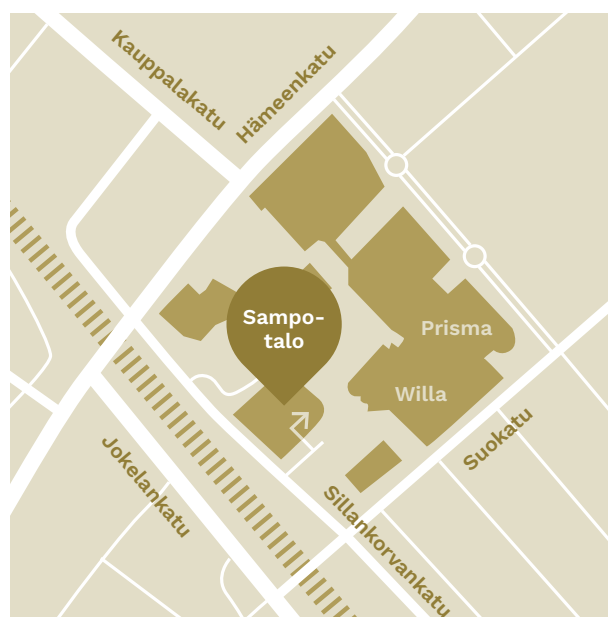 Kauppalakatu
Hämeenkatu
Sampo-
talo
Prisma
Willa
Suokatu
Jokelankatu
Sillankorvankatu